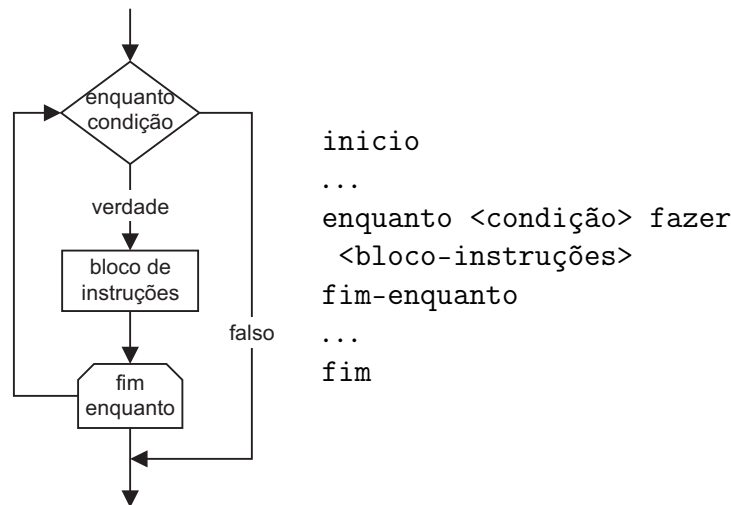 enquanto
condição
verdade
bloco de
instruções
falso
fim
enquanto
inicio
...
enquanto <condição> fazer
<bloco-instruções>
fim-enquanto
...
fim